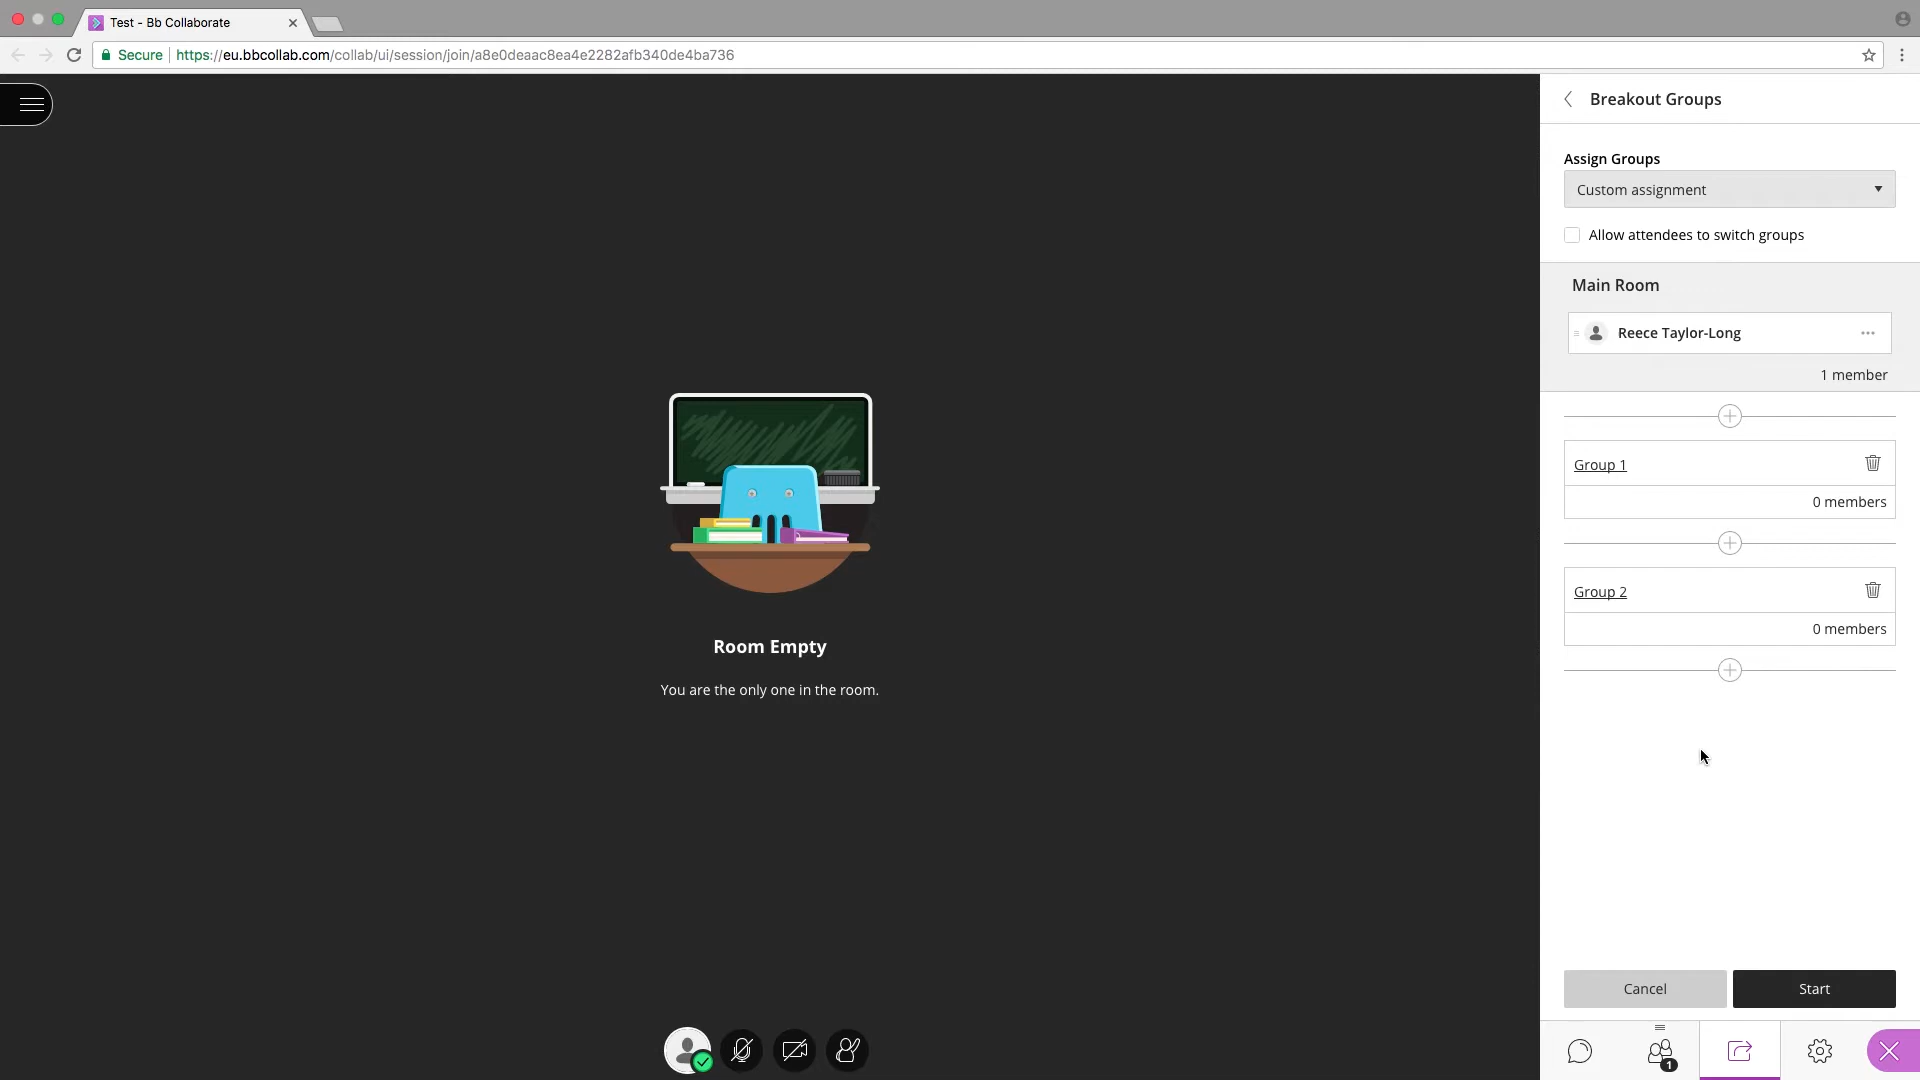 Test - Bb Collaborate
Secure https://eu.bbcollab.com/collab/ui/session/join/a8e0deaac8ea4e2282afb340de4ba736
Breakout Groups
Assign Groups
Custom assignment
Allow attendees to switch groups
Main Room
Reece Taylor-Long
1 member
Group 1
0 members
Group 2
0 members
Room Empty
You are the only one in the room.
Cancel
Start
1